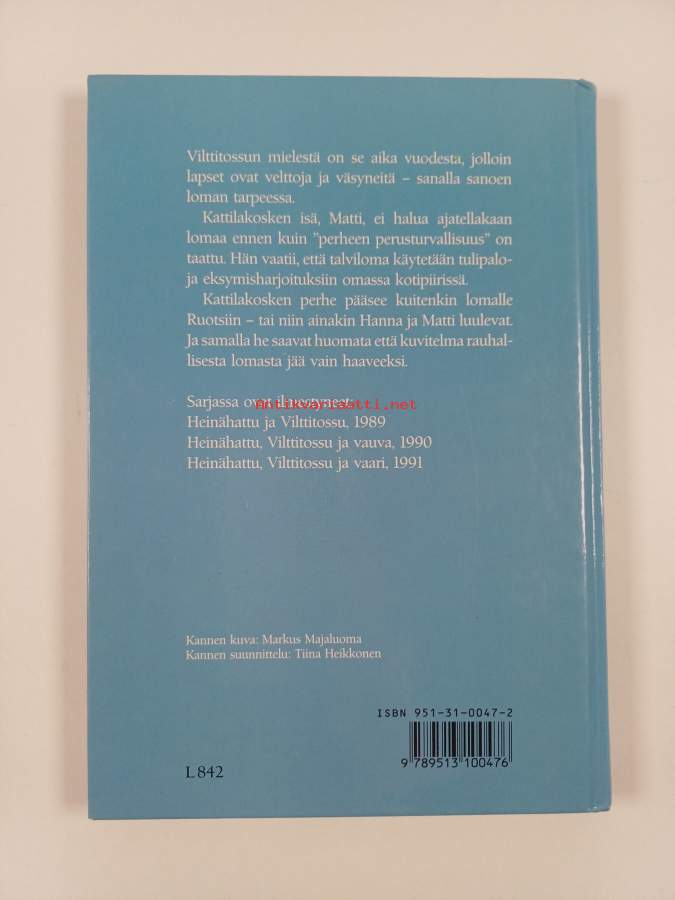 Vilttitossun mielestä on se aika vuodesta, jolloin
lapset ovat velttoja ja väsyneitä – sanalla sanoen
loman tarpeessa.
Kattilakosken isä, Matti, ei halua ajatellakaan
lomaa ennen kuin ”perheen perusturvallisuus” on
taattu. Hän vaatii, että talviloma käytetään tulipalo-
ja eksymisharjoituksiin omassa kotipiirissä.
Kattilakosken perhe pääsee kuitenkin lomalle
Ruotsiin – tai niin ainakin Hanna ja Matti luulevat.
Ja samalla he saavat huomata että kuvitelma rauhal-
lisesta lomasta jää vain haaveeksi.
Sarjassa ovat ilmestyneet:
Antikvariaatti.net
Heinähattu ja Vilttitossu, 1989
Heinähattu, Vilttitossu ja vauva, 1990
Heinähattu, Vilttitossu ja vaari, 1991
Kannen kuva: Markus Majaluoma
Kannen suunnittelu: Tiina Heikkonen
ISBN 951-31-0047-2
9 789513 100476
L 842